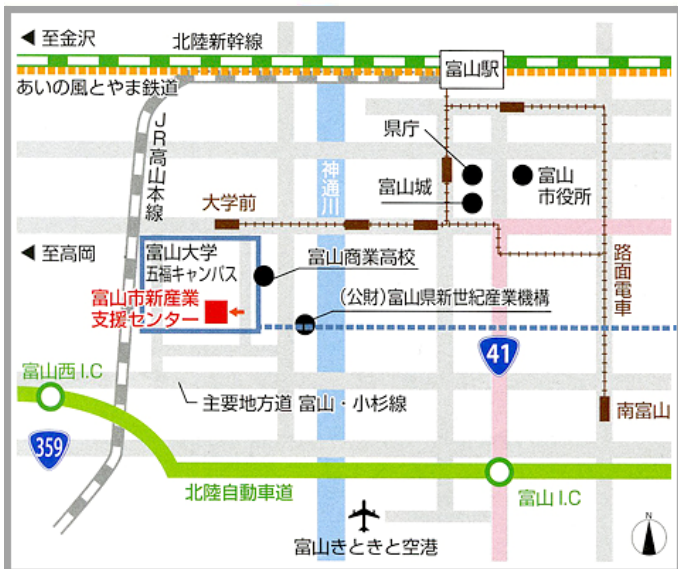 ◀ 至金沢
北陸新幹線
富山駅
あいの風とやま鉄道
JR高山本線
県庁
神通川
富山城
富山
市役所
大学前
◀ 至高岡
富山大学
五福キャンパス
富山商業高校
路面電車
富山市新産業
支援センター
(公財)富山県新世紀産業機構
41
富山西I.C
主要地方道 富山・小杉線
南富山
359
北陸自動車道
富山I.C
富山きときと空港
N